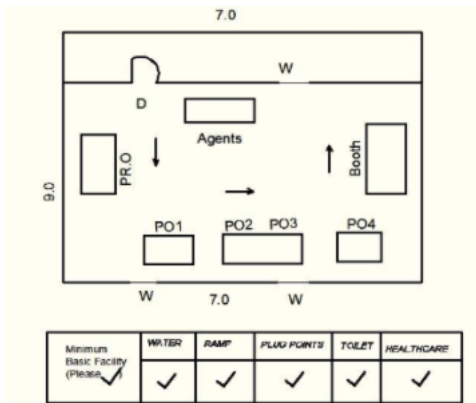 7.0
W
D
Agents
PR.O
Booth
9.0
PO1 PO2 PO3 PO4
W 7.0 W
Minimum
Basic Facility
(Please ✓)
WATER RAMP PLUG POINTS TOILET HEALTHCARE
✓ ✓ ✓ ✓ ✓